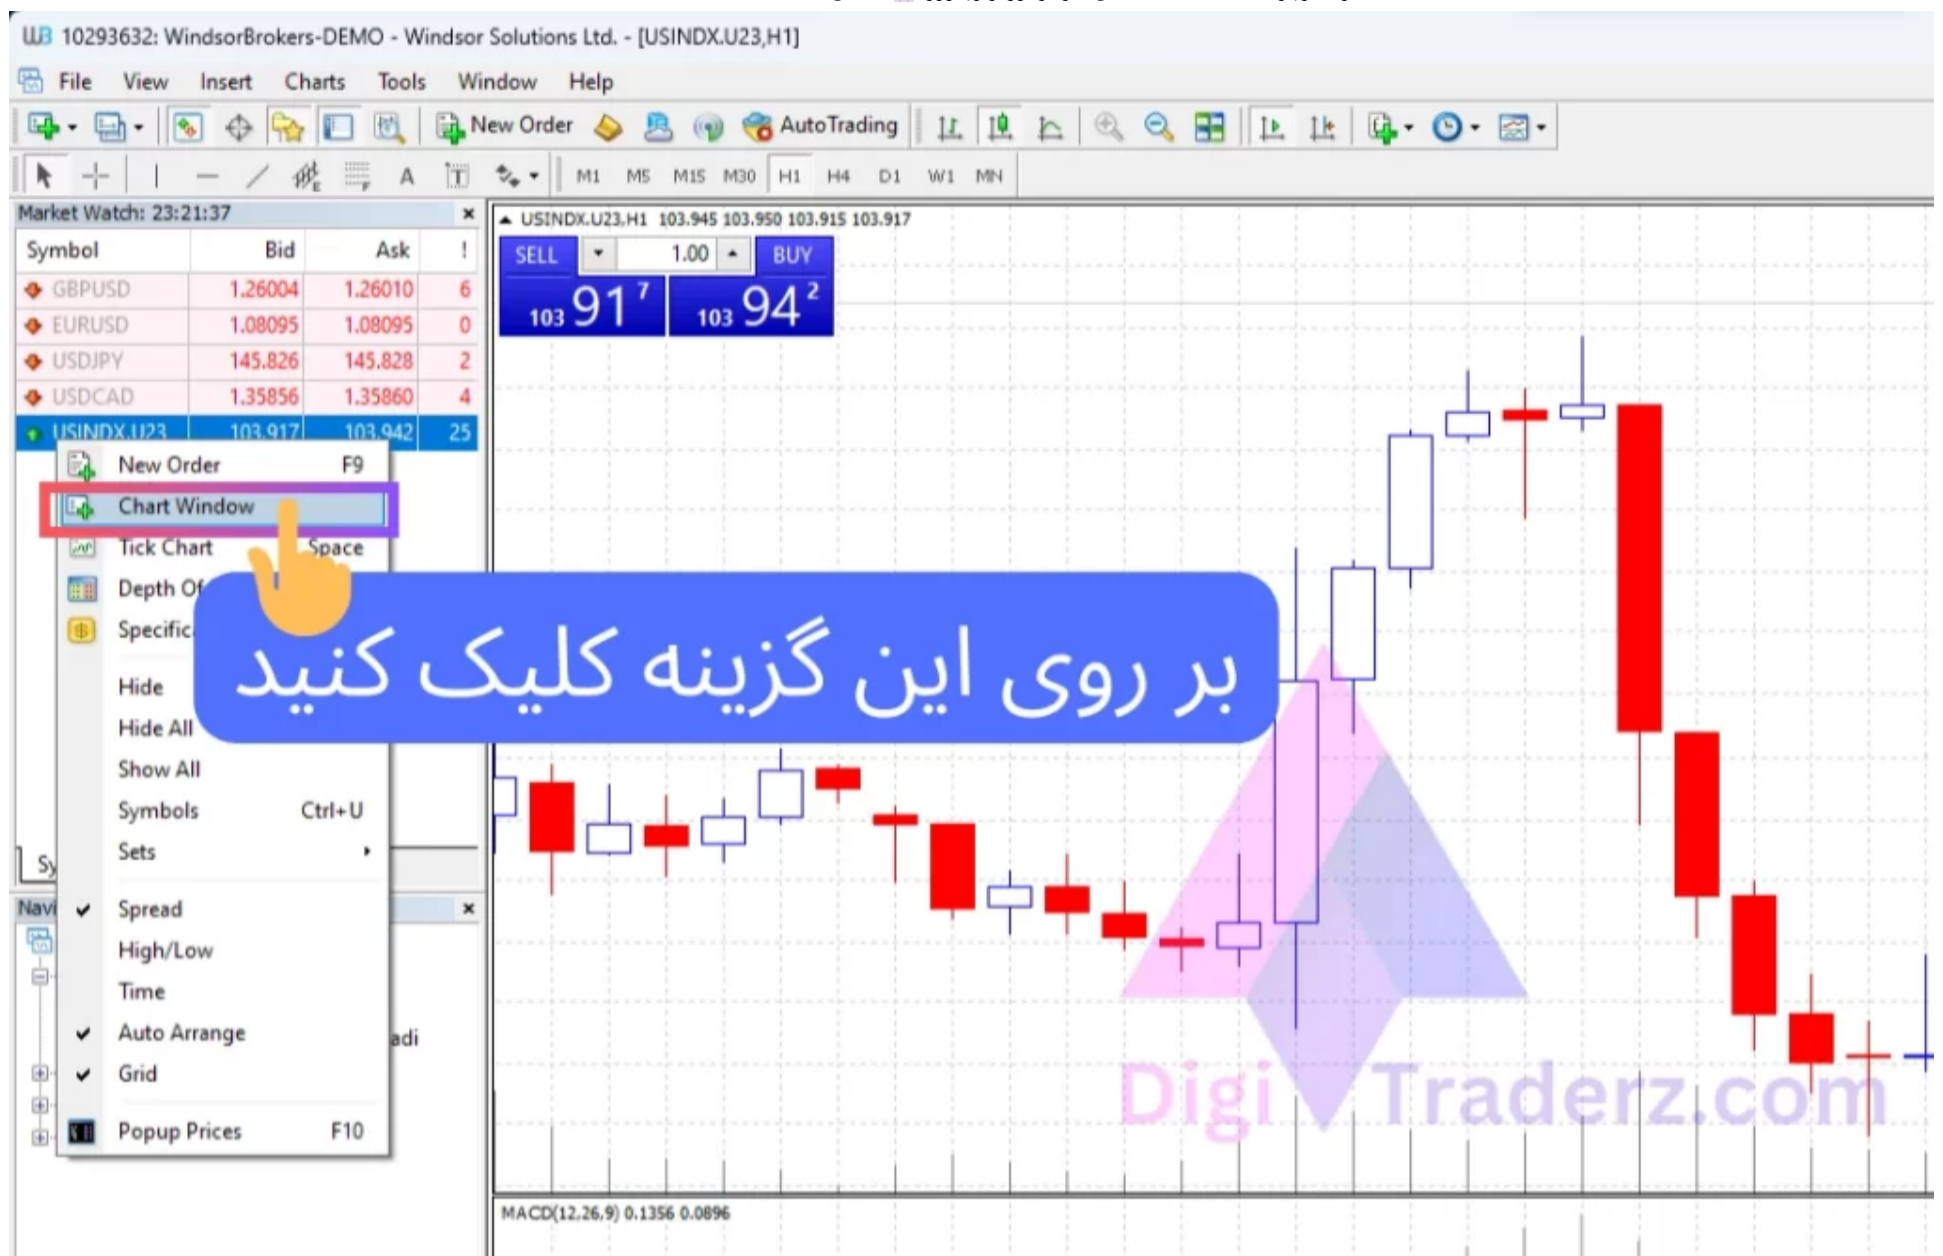 10293632: WindsorBrokers-DEMO - Windsor Solutions Ltd. - [USINDX.U23,H1]
File View Insert Charts Tools Window Help
New Order AutoTrading
A T M1 M5 M15 M30 H1 H4 D1 W1 MN
Market Watch: 23:21:37
Symbol Bid Ask !
GBPUSD 1.26004 1.26010 6
EURUSD 1.08095 1.08095 0
USDJPY 145.826 145.828 2
USDCAD 1.35856 1.35860 4
USINDX.U23 103.917 103.942 25
New Order F9
Chart Window
Tick Chart Space
Depth Of
Specific
Hide
Hide All
Show All
Symbols Ctrl+U
Sets
Spread
High/Low
Time
Auto Arrange
Grid
Popup Prices F10
Sy
Navi
adi
USINDX.U23,H1 103.945 103.950 103.915 103.917
SELL 1.00 BUY
103 91 7 103 94 2
بر روی این گزینه کلیک کنید
Digi Traderz.com
MACD(12,26,9) 0.1356 0.0896